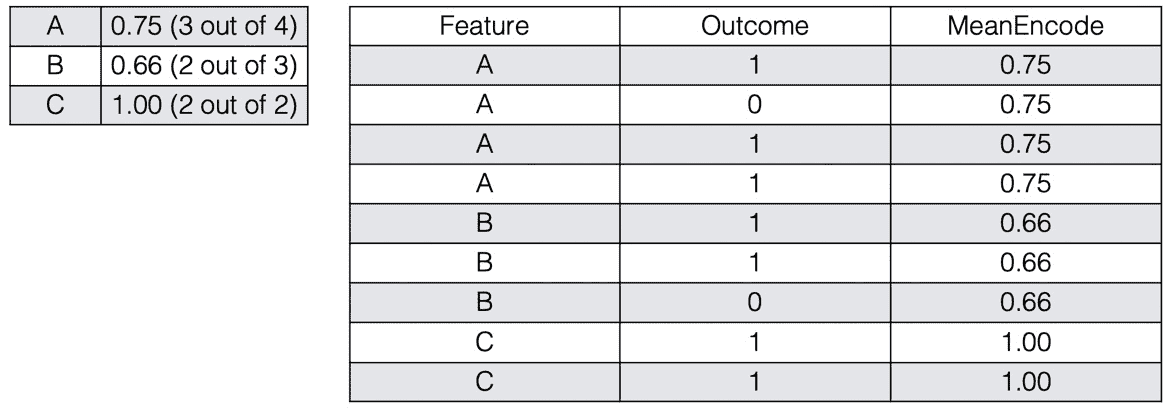 A 0.75 (3 out of 4)
B 0.66 (2 out of 3)
C 1.00 (2 out of 2)
Feature Outcome MeanEncode
A 1 0.75
A 0 0.75
A 1 0.75
A 1 0.75
B 1 0.66
B 1 0.66
B 0 0.66
C 1 1.00
C 1 1.00